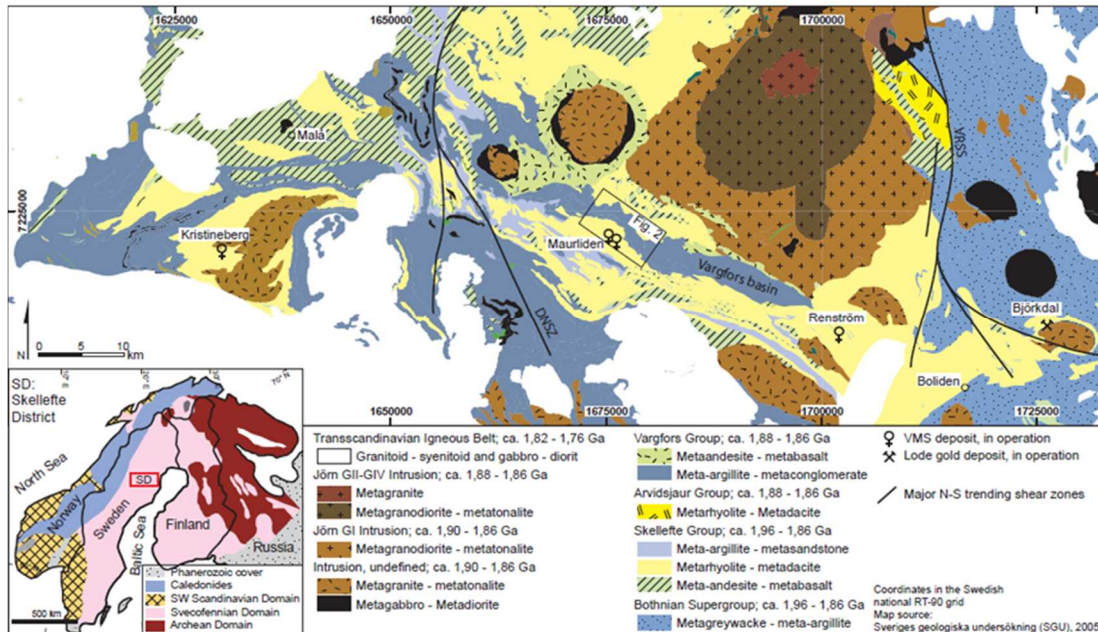 1625000
1650000
1675000
1700000
Malå
VRSS
7225000
7225000
Kristineberg
Maurliden
Fig. 2
Vargfors basin
Renström
Björkdal
Boliden
DNSZ
N
0 5 10
km
1650000
1675000
1700000
1725000
SD:
Skellefte
District
North Sea
Norway
Sweden
Baltic Sea
Finland
Russia
SD
10° E
20° E
70° N
500 km
Phanerozoic cover
Caledonides
SW Scandinavian Domain
Svecofennian Domain
Archean Domain
Transscandinavian Igneous Belt; ca. 1,82 - 1,76 Ga
Granitoid - syenitoid and gabbro - diorit
Jörn GII-GIV Intrusion; ca. 1,88 - 1,86 Ga
Metagranite
Metagranodiorite - metatonalite
Jörn GI Intrusion; ca. 1,90 - 1,86 Ga
Metagranodiorite - metatonalite
Intrusion, undefined; ca. 1,90 - 1,86 Ga
Metagranite - metatonalite
Metagabbro - Metadiorite
Vargfors Group; ca. 1,88 - 1,86 Ga
Metaandesite - metabasalt
Meta-argillite - metaconglomerate
Arvidsjaur Group; ca. 1,88 - 1,86 Ga
Metarhyolite - Metadacite
Skellefte Group; ca. 1,96 - 1,86 Ga
Meta-argillite - metasandstone
Metarhyolite - metadacite
Meta-andesite - metabasalt
Bothnian Supergroup; ca. 1,96 - 1,86 Ga
Metagreywacke - meta-argillite
VMS deposit, in operation
Lode gold deposit, in operation
Major N-S trending shear zones
Coordinates in the Swedish
national RT-90 grid
Map source:
Sveriges geologiska undersökning (SGU), 2005